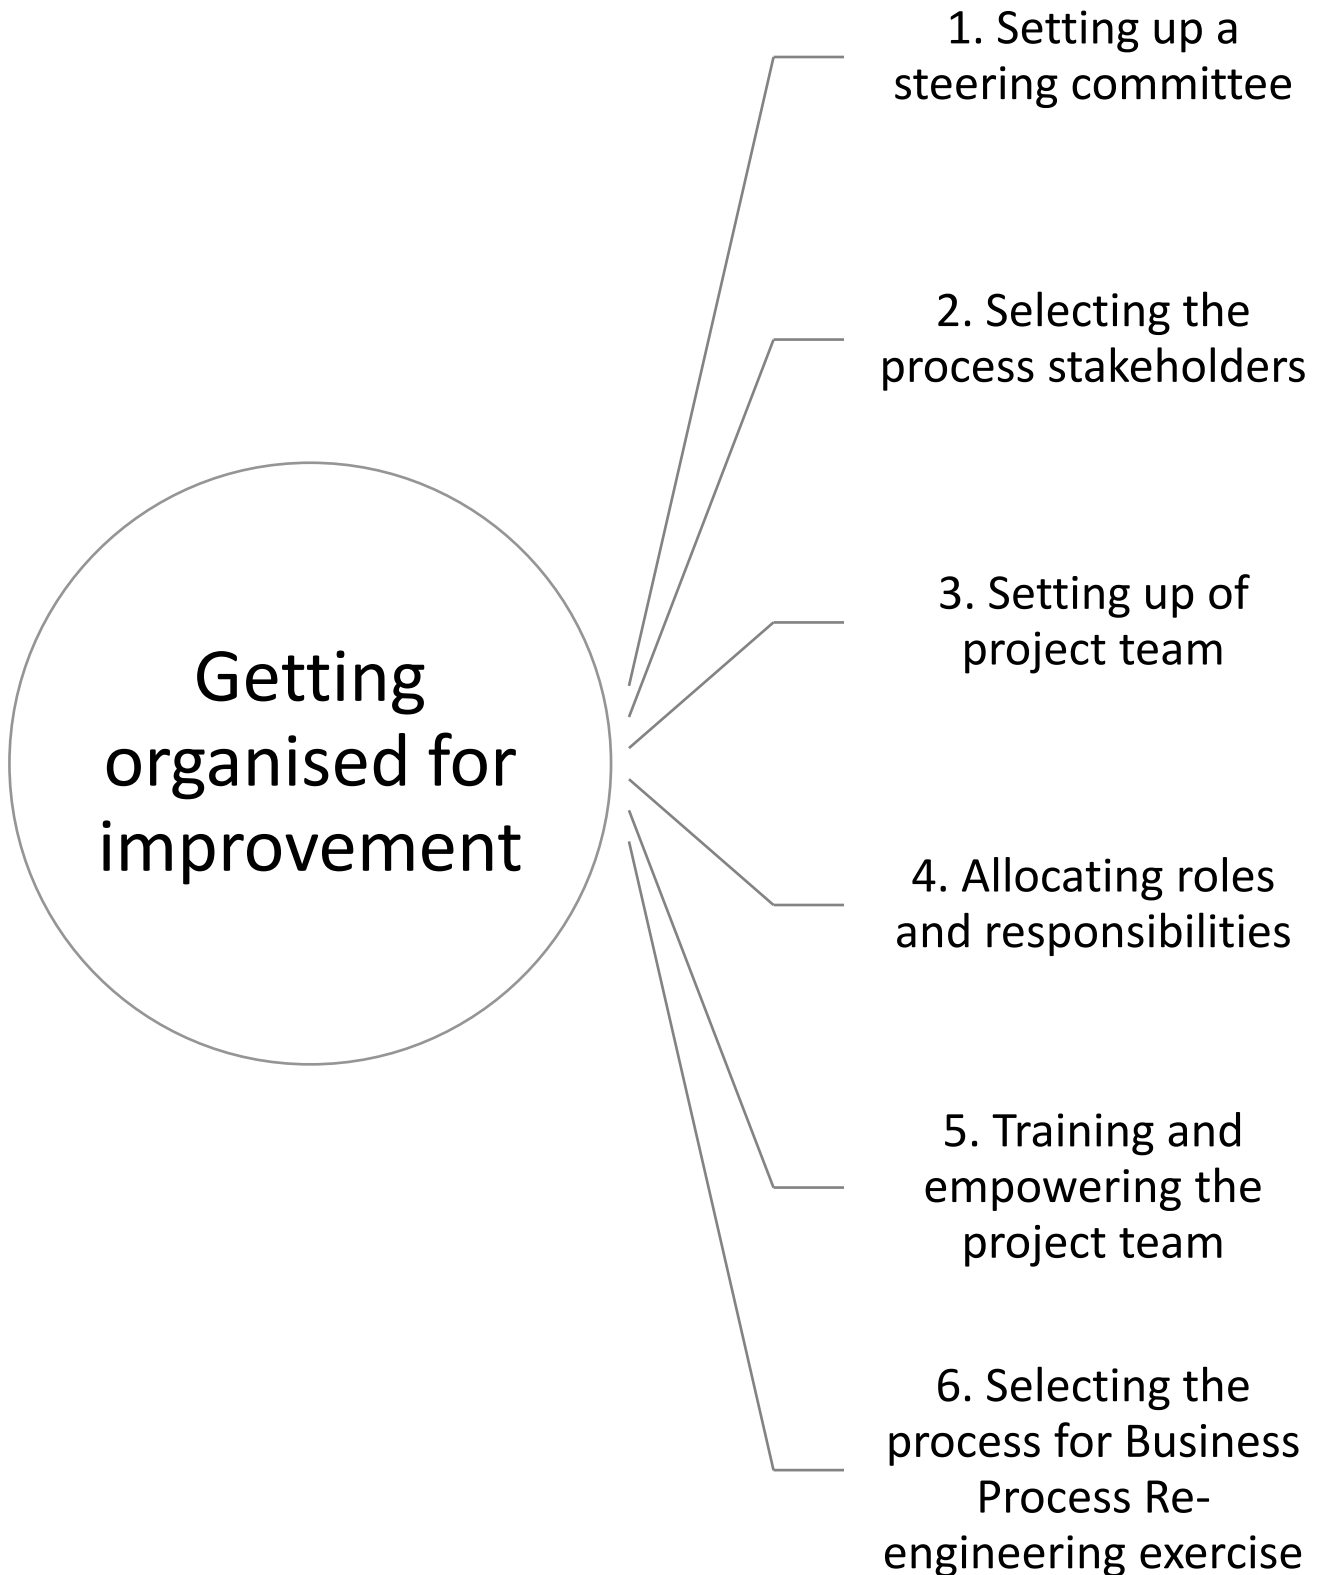 1. Setting up a
steering committee
2. Selecting the
process stakeholders
3. Setting up of
project team
Getting
organised for
improvement
4. Allocating roles
and responsibilities
5. Training and
empowering the
project team
6. Selecting the
process for Business
Process Re-
engineering exercise